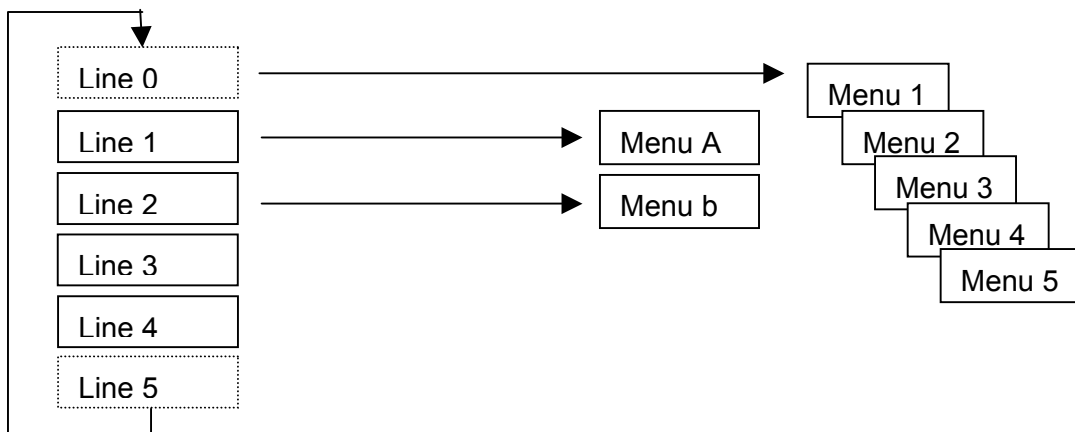 Line 0
Line 1
Line 2
Line 3
Line 4
Line 5
Menu A
Menu b
Menu 1
Menu 2
Menu 3
Menu 4
Menu 5